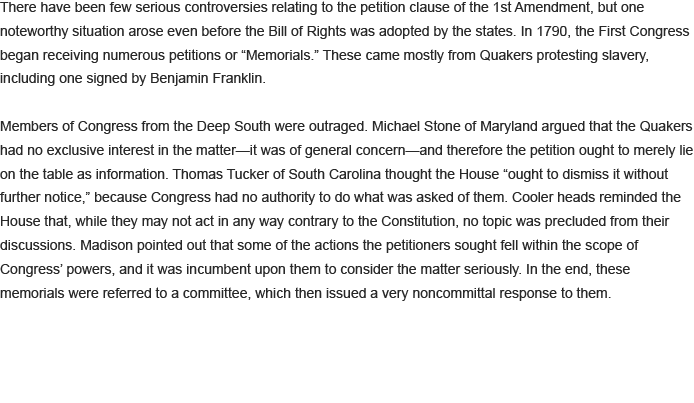 There have been few serious controversies relating to the petition clause of the 1st Amendment, but one
noteworthy situation arose even before the Bill of Rights was adopted by the states. In 1790, the First Congress
began receiving numerous petitions or “Memorials.” These came mostly from Quakers protesting slavery,
including one signed by Benjamin Franklin.
Members of Congress from the Deep South were outraged. Michael Stone of Maryland argued that the Quakers
had no exclusive interest in the matter—it was of general concern—and therefore the petition ought to merely lie
on the table as information. Thomas Tucker of South Carolina thought the House “ought to dismiss it without
further notice,” because Congress had no authority to do what was asked of them. Cooler heads reminded the
House that, while they may not act in any way contrary to the Constitution, no topic was precluded from their
discussions. Madison pointed out that some of the actions the petitioners sought fell within the scope of
Congress’ powers, and it was incumbent upon them to consider the matter seriously. In the end, these
memorials were referred to a committee, which then issued a very noncommittal response to them.